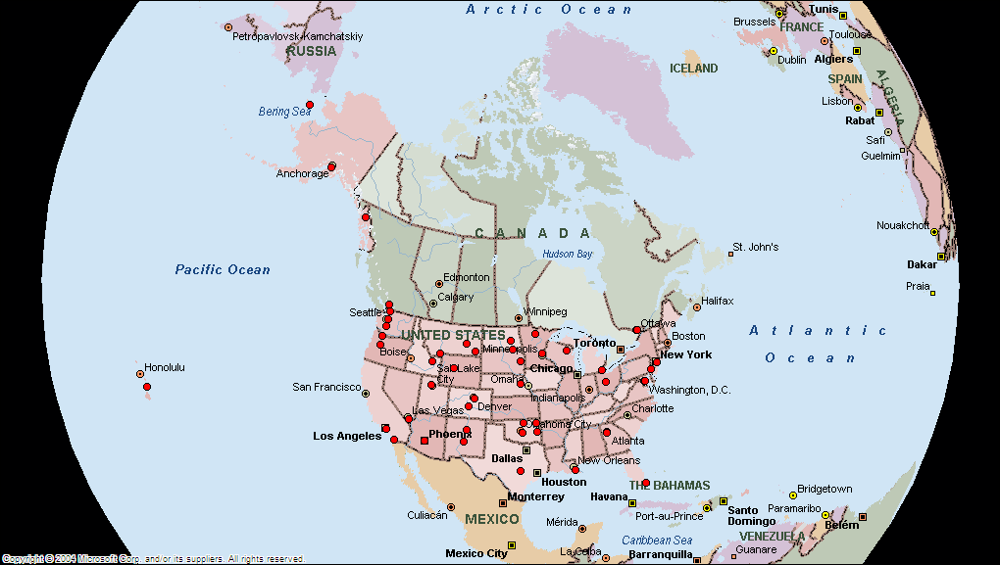 Arctic Ocean
Tunis
Brussels
FRANCE
Petropavlovsk-Kamchatskiy
Toulouse
RUSSIA
Dublin
Algiers
ICELAND
SPAIN
ALGERIA
Lisbon
Bering Sea
Rabat
Safi
Guelmim
Anchorage
Nouakchott
CANADA
St. John's
Hudson Bay
Dakar
Pacific Ocean
Edmonton
Praia
Calgary
Halifax
Seattle
Winnipeg
Ottawa
Atlantic
Ocean
UNITED STATES
Boston
Toronto
Minneapolis
Boise
New York
Honolulu
Salt Lake
City
Chicago
Omaha
San Francisco
Indianapolis
Washington, D.C.
Las Vegas
Denver
Charlotte
Oklahoma City
Los Angeles
Phoenix
Atlanta
Dallas
New Orleans
Houston
THE BAHAMAS
Bridgetown
Monterrey
Havana
Culiacán
Port-au-Prince
Santo
Domingo
Paramaribo
MEXICO
Mérida
Belém
Caribbean Sea
VENEZUELA
Guanare
Mexico City
La Ceiba
Barranquilla
Copyright © 2004 Microsoft Corp. and/or its suppliers. All rights reserved.